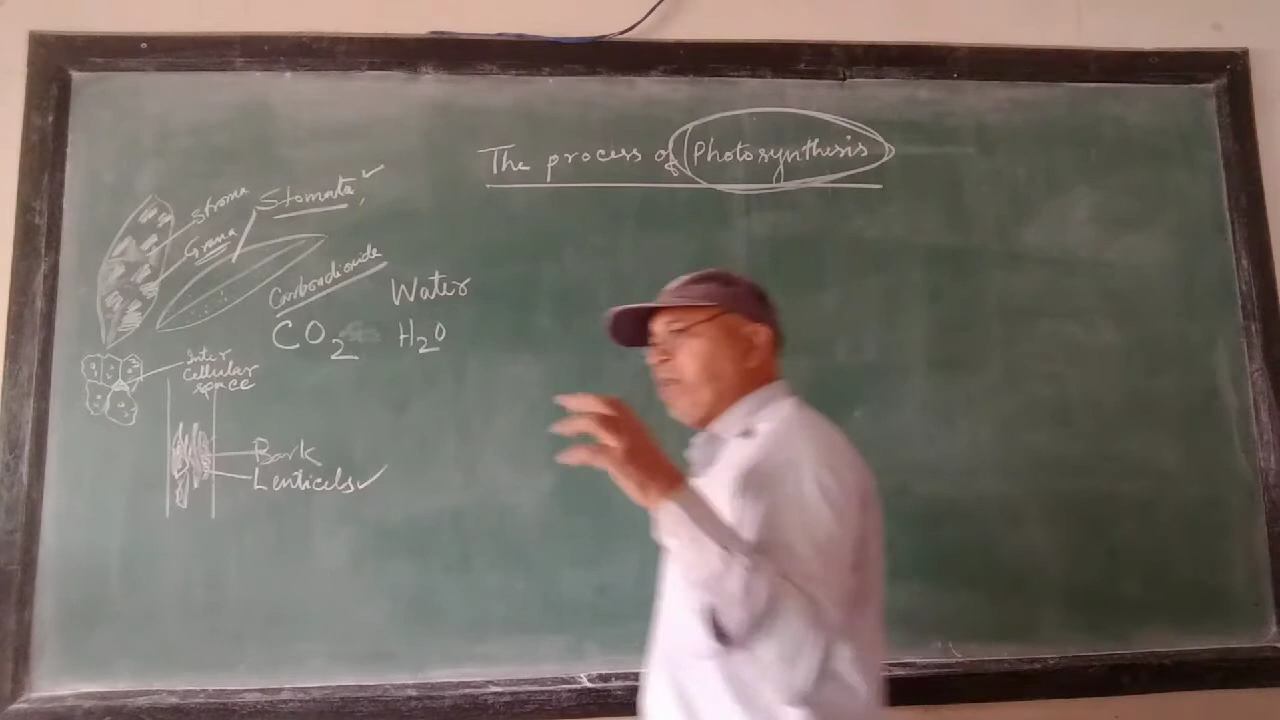 The process of Photosynthesis
Stroma
Grana
Stomata
Carbondioxide
Water
CO2
H2O
Inter
Cellular
space
Bark
Lenticels